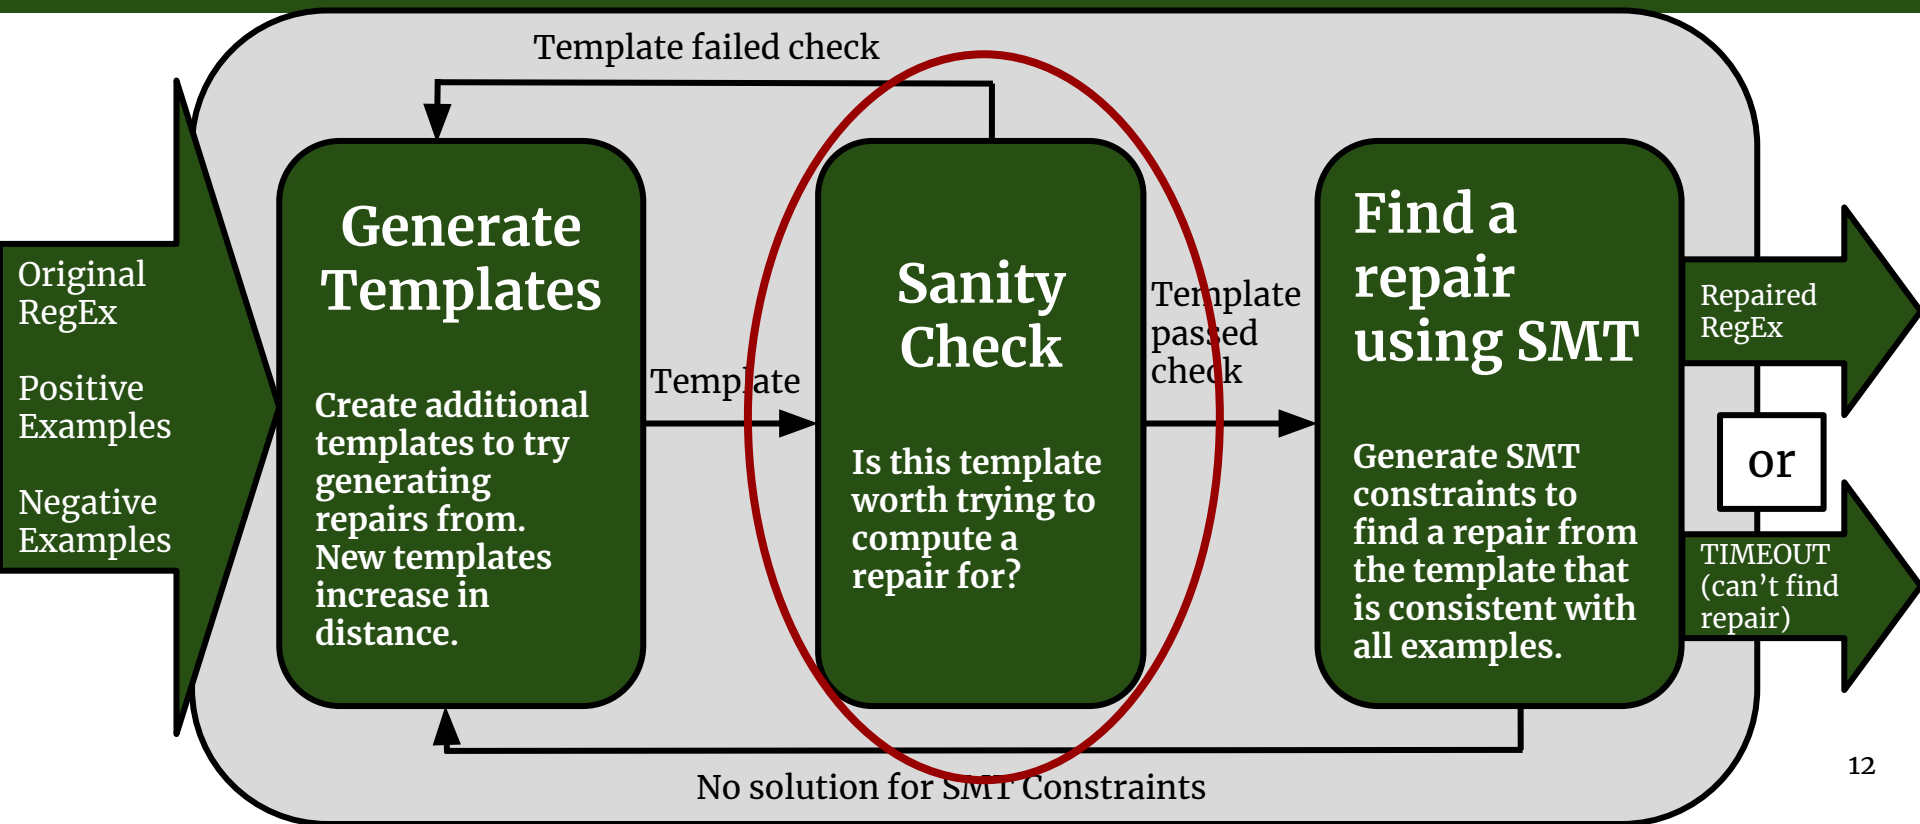 Template failed check
Original
RegEx
Positive
Examples
Negative
Examples
Generate
Templates
Create additional
templates to try
generating
repairs from.
New templates
increase in
distance.
Template
Sanity
Check
Is this template
worth trying to
compute a
repair for?
Template
passed
check
Find a
repair
using SMT
Generate SMT
constraints to
find a repair from
the template that
is consistent with
all examples.
Repaired
RegEx
or
TIMEOUT
(can’t find
repair)
No solution for SMT Constraints
12